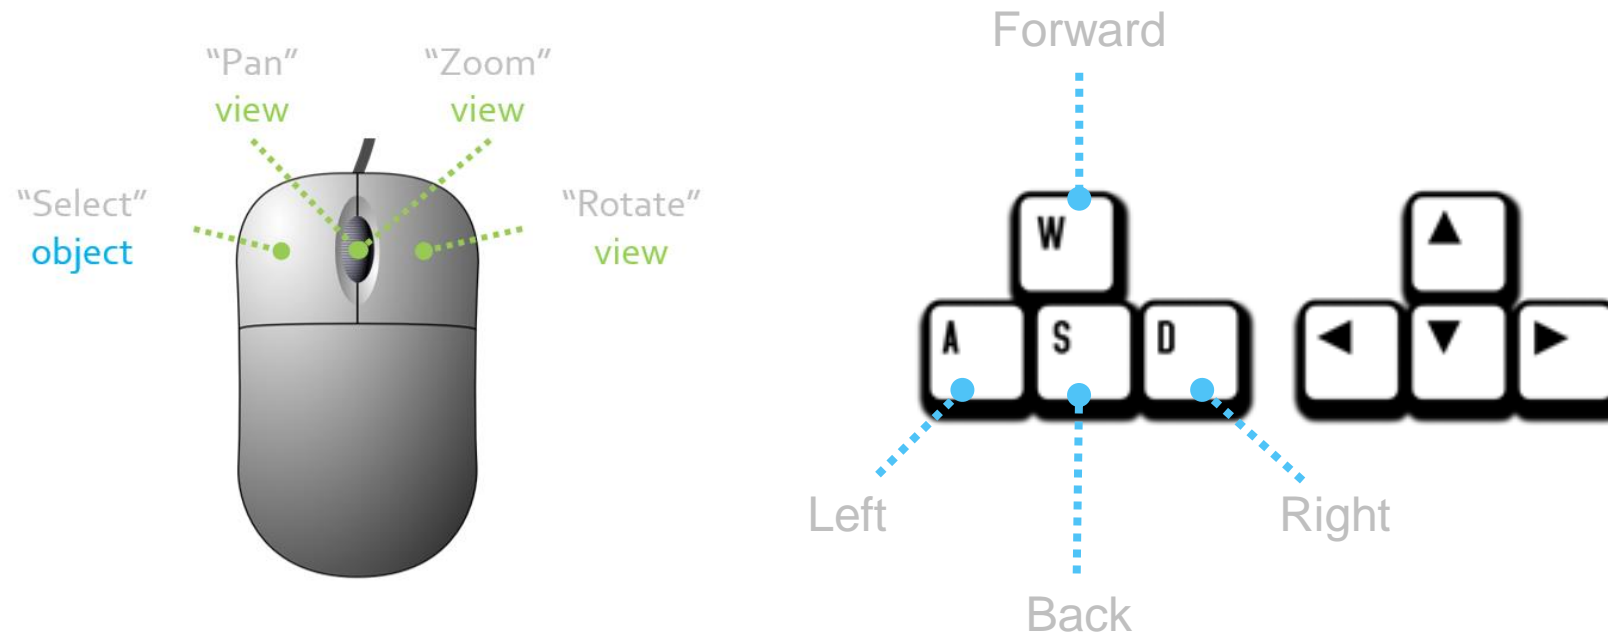 “Pan”
view
“Zoom”
view
“Select”
object
“Rotate”
view
Forward
W
A
S
D
Left
Right
Back